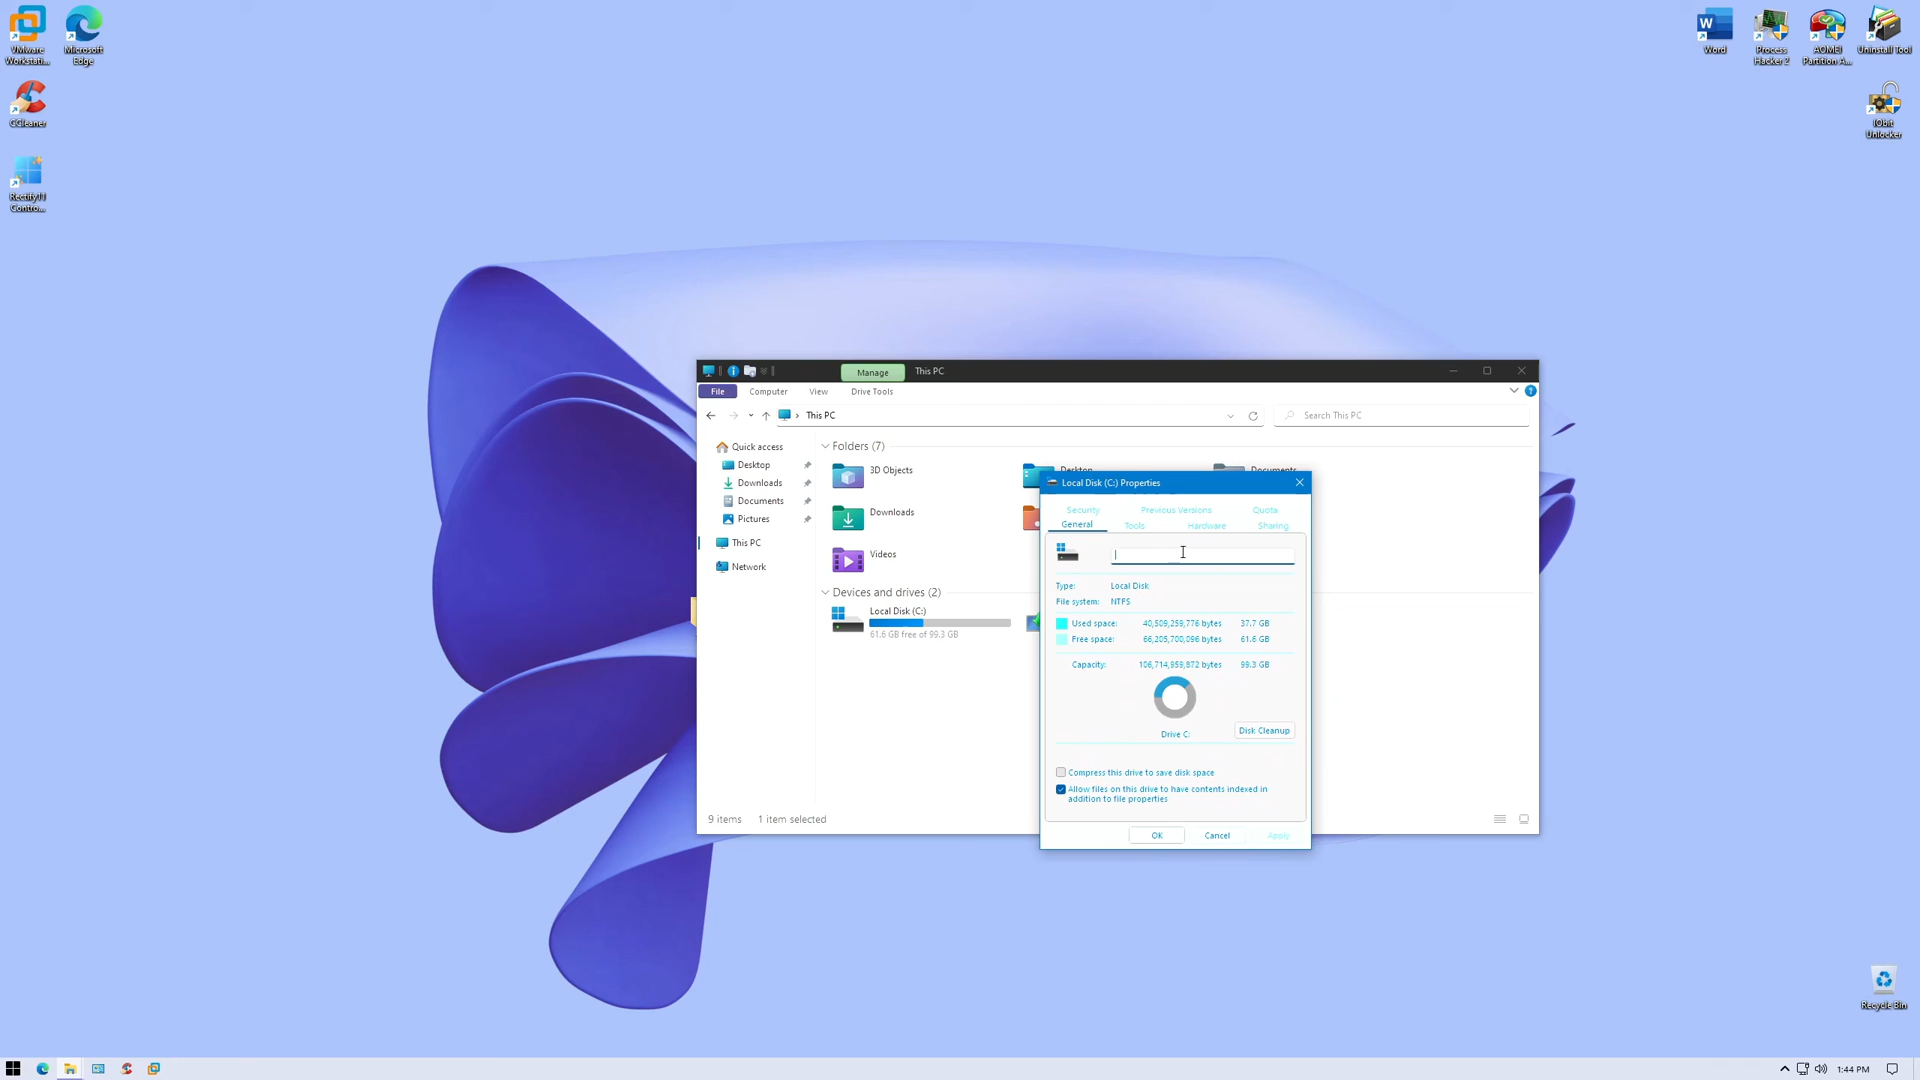 VMware
Workstati...
Microsoft
Edge
CCleaner
Rectify11
Contro...
Word
Process
Hacker 2
AOMEI
Partition A...
Uninstall Tool
IObit
Unlocker
Manage
This PC
File
Computer
View
Drive Tools
This PC
Search This PC
Quick access
Desktop
Downloads
Documents
Pictures
This PC
Network
Folders (7)
3D Objects
Desktop
Documents
Downloads
Videos
Devices and drives (2)
Local Disk (C:)
61.6 GB free of 99.3 GB
9 items
1 item selected
Local Disk (C:) Properties
Security
Previous Versions
Quota
General
Tools
Hardware
Sharing
Type:
Local Disk
File system:
NTFS
Used space:
40,509,259,776 bytes
37.7 GB
Free space:
66,205,700,096 bytes
61.6 GB
Capacity:
106,714,959,872 bytes
99.3 GB
Drive C:
Disk Cleanup
Compress this drive to save disk space
Allow files on this drive to have contents indexed in
addition to file properties
OK
Cancel
Apply
Recycle Bin
1:44 PM